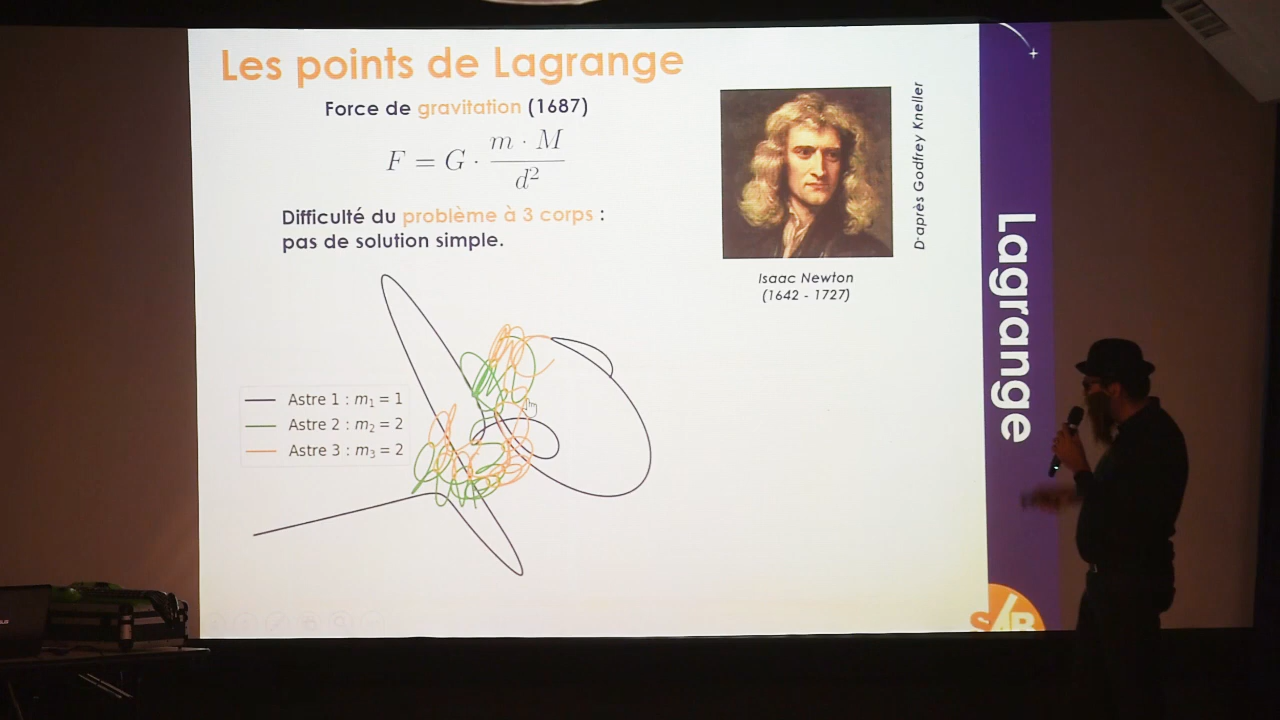 Les points de Lagrange
Force de gravitation (1687)
F = G · m · M / d²
Difficulté du problème à 3 corps :
pas de solution simple.
Astre 1 : m₁ = 1
Astre 2 : m₂ = 2
Astre 3 : m₃ = 2
D'après Godfrey Kneller
Isaac Newton
(1642 - 1727)
Lagrange